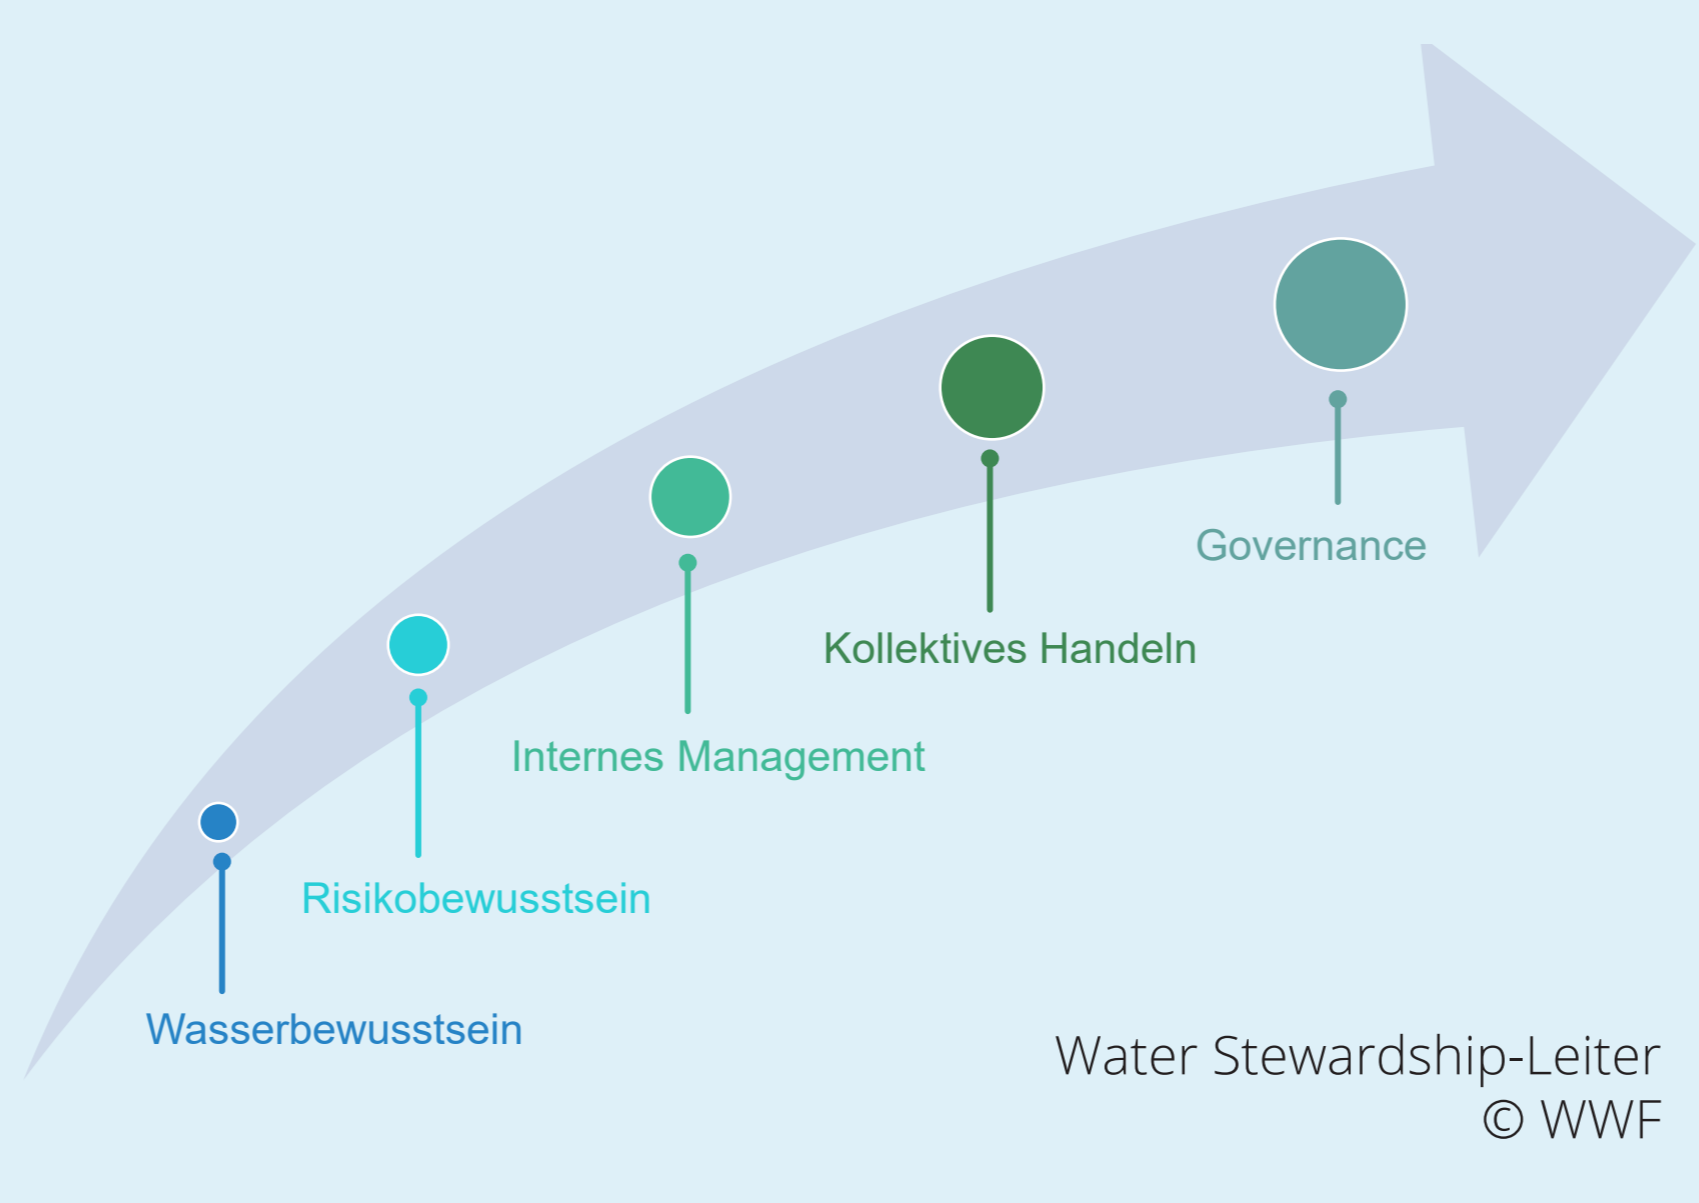 Wasserbewusstsein
Risikobewusstsein
Internes Management
Kollektives Handeln
Governance
Water Stewardship-Leiter
© WWF